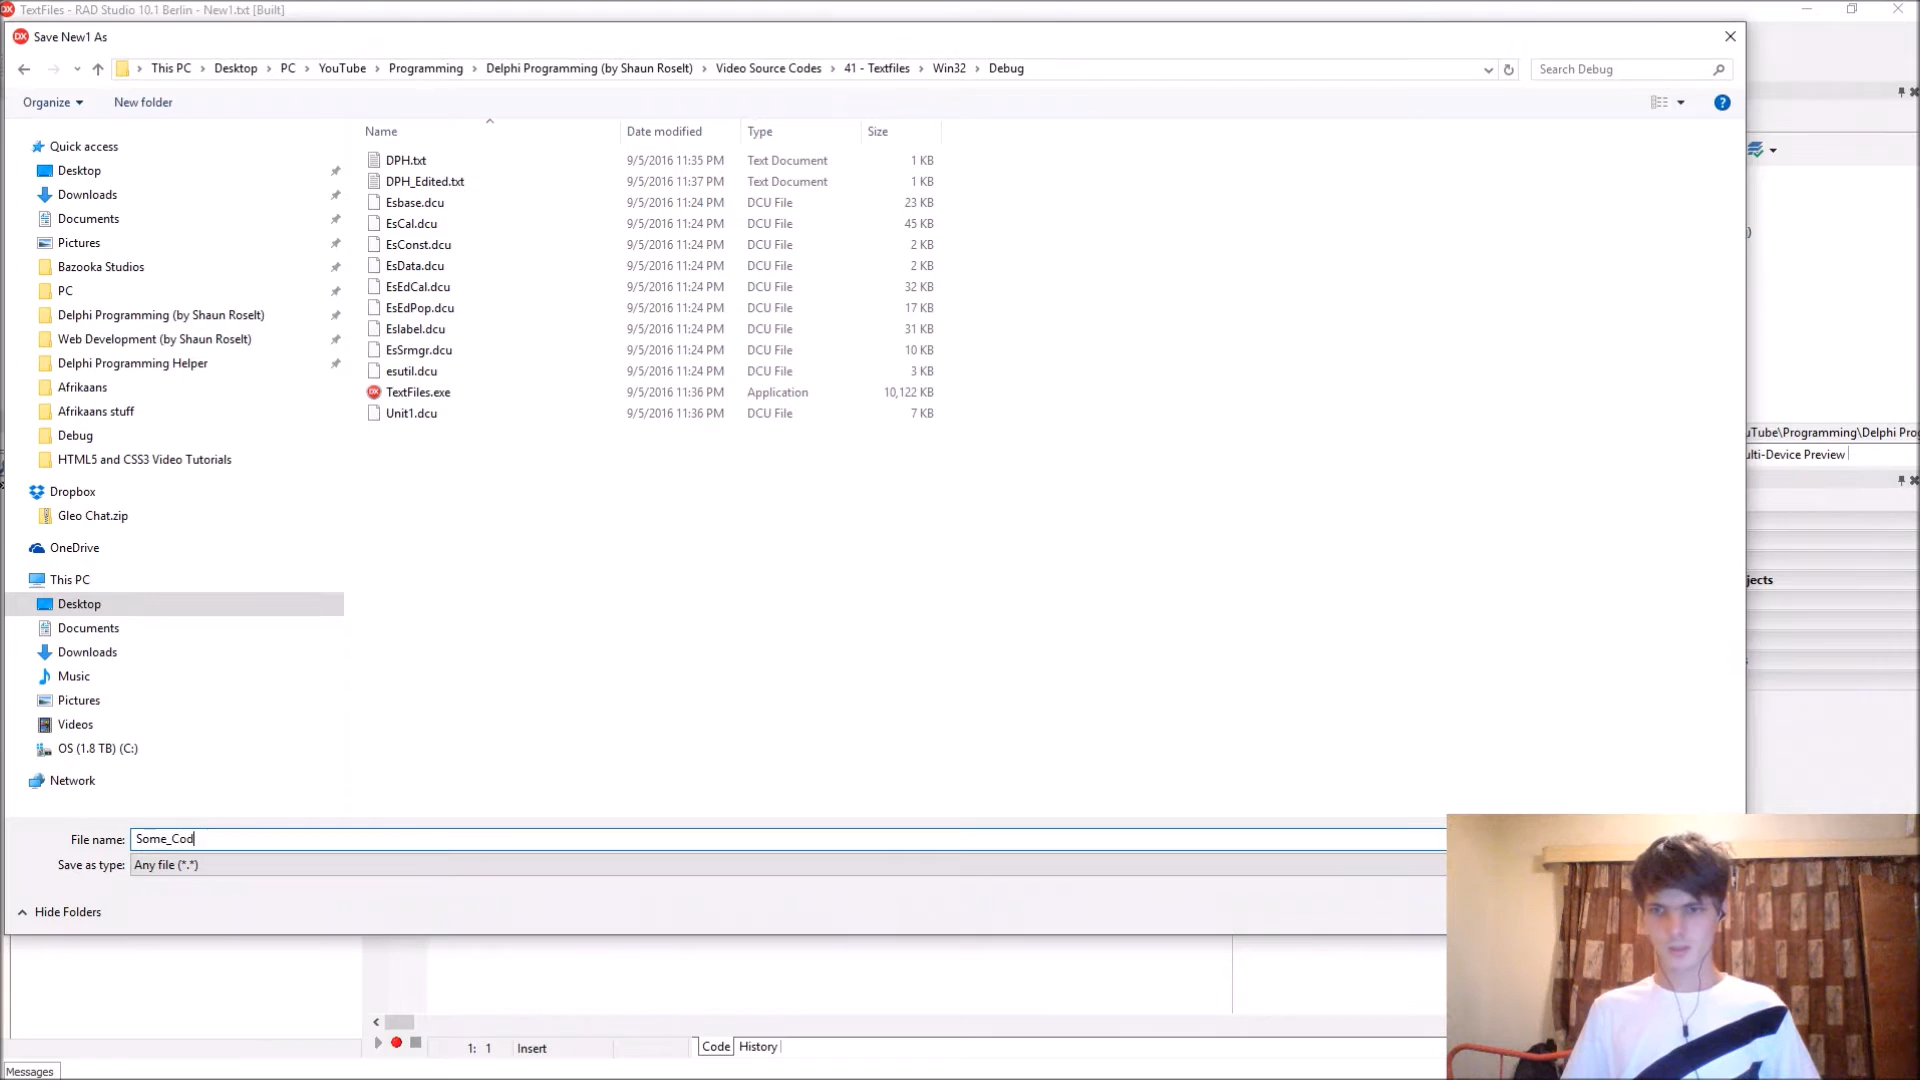 TextFiles - RAD Studio 10.1 Berlin - New1.txt [Built]
Save New1 As
This PC > Desktop > PC > YouTube > Programming > Delphi Programming (by Shaun Roselt) > Video Source Codes > 41 - Textfiles > Win32 > Debug
Search Debug
Organize
New folder
Name
Date modified
Type
Size
Quick access
Desktop
Downloads
Documents
Pictures
Bazooka Studios
PC
Delphi Programming (by Shaun Roselt)
Web Development (by Shaun Roselt)
Delphi Programming Helper
Afrikaans
Afrikaans stuff
Debug
HTML5 and CSS3 Video Tutorials
Dropbox
Gleo Chat.zip
OneDrive
This PC
Desktop
Documents
Downloads
Music
Pictures
Videos
OS (1.8 TB) (C:)
Network
DPH.txt 9/5/2016 11:35 PM Text Document 1 KB
DPH_Edited.txt 9/5/2016 11:37 PM Text Document 1 KB
Esbase.dcu 9/5/2016 11:24 PM DCU File 23 KB
EsCal.dcu 9/5/2016 11:24 PM DCU File 45 KB
EsConst.dcu 9/5/2016 11:24 PM DCU File 2 KB
EsData.dcu 9/5/2016 11:24 PM DCU File 2 KB
EsEdCal.dcu 9/5/2016 11:24 PM DCU File 32 KB
EsEdPop.dcu 9/5/2016 11:24 PM DCU File 17 KB
Eslabel.dcu 9/5/2016 11:24 PM DCU File 31 KB
EsSrmgr.dcu 9/5/2016 11:24 PM DCU File 10 KB
esutil.dcu 9/5/2016 11:24 PM DCU File 3 KB
TextFiles.exe 9/5/2016 11:36 PM Application 10,122 KB
Unit1.dcu 9/5/2016 11:36 PM DCU File 7 KB
uTube\Programming\Delphi Pro
ulti-Device Preview
jects
File name: Some_Cod
Save as type: Any file (*.*)
Hide Folders
1: 1
Insert
Code
History
Messages